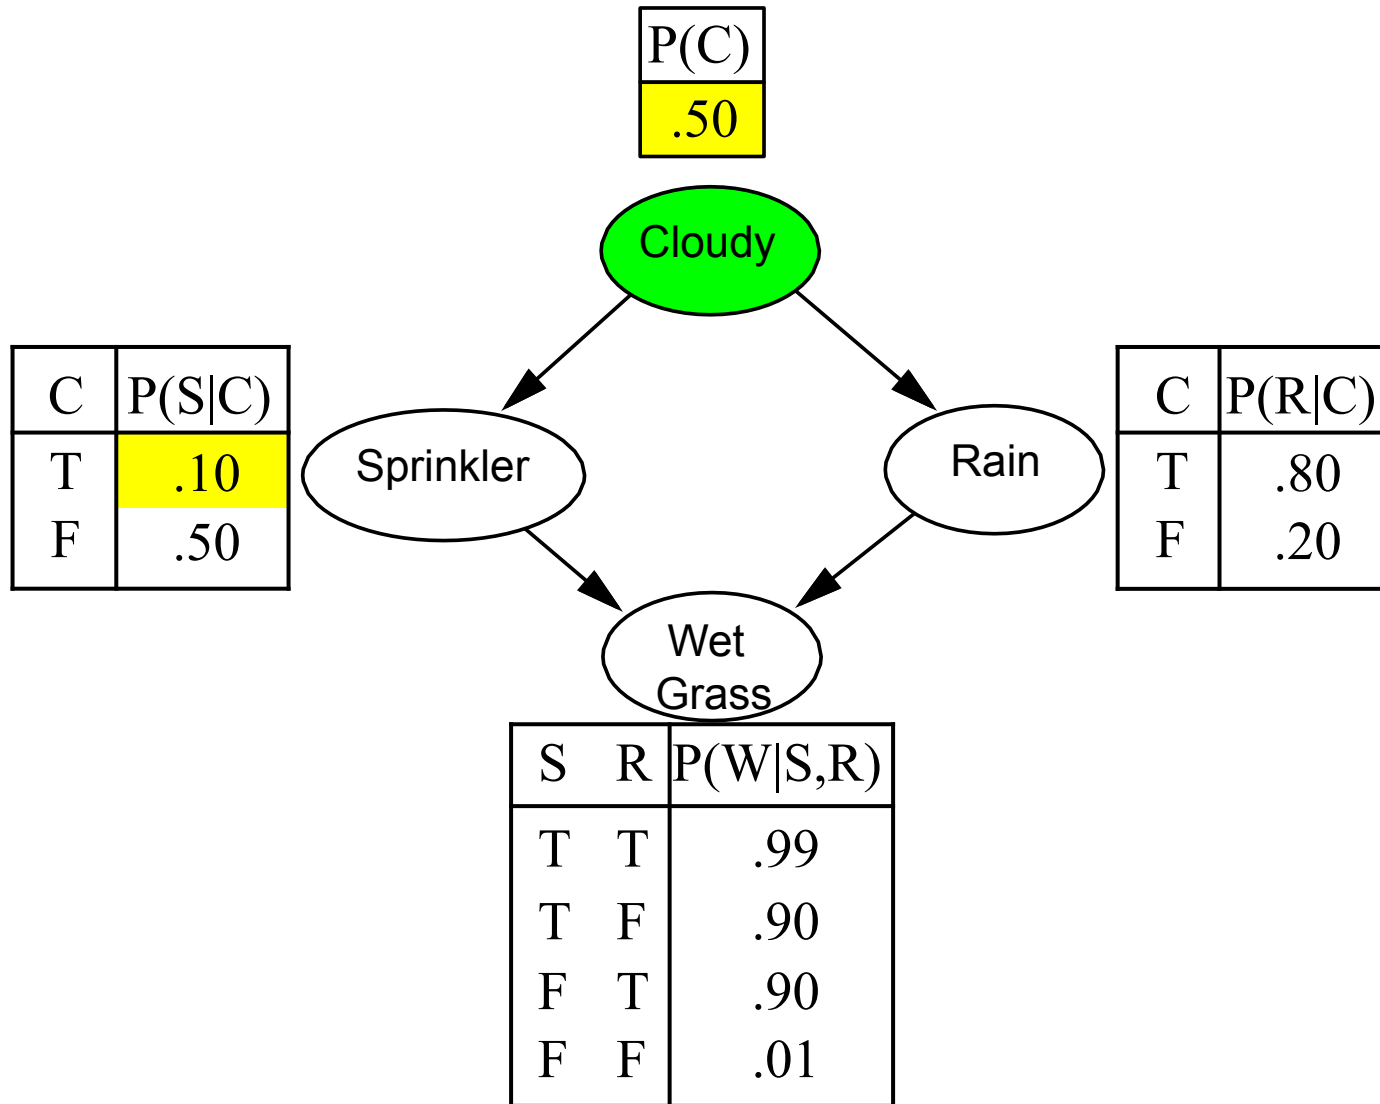 P(C)
.50
Cloudy
C P(S|C)
T .10
F .50
Sprinkler
Rain
C P(R|C)
T .80
F .20
Wet
Grass
S R P(W|S,R)
T T .99
T F .90
F T .90
F F .01